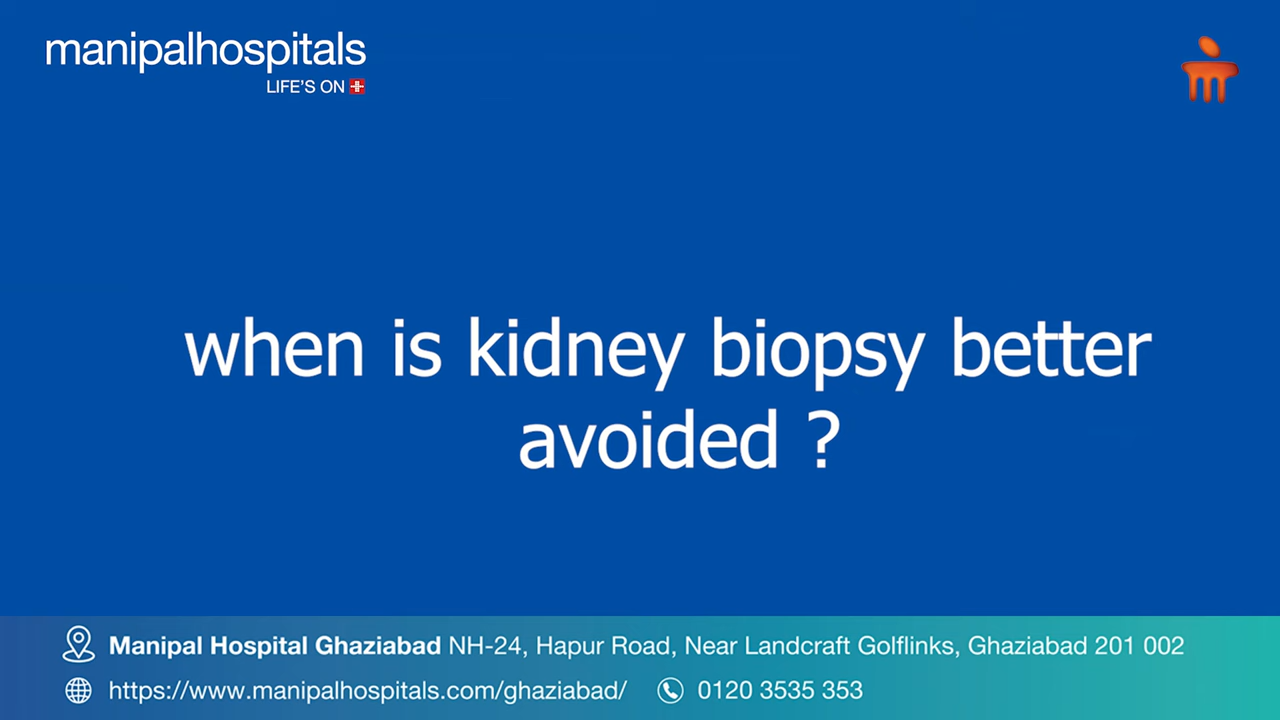 manipalhospitals
LIFE'S ON
when is kidney biopsy better
avoided ?
Manipal Hospital Ghaziabad NH-24, Hapur Road, Near Landcraft Golflinks, Ghaziabad 201 002
https://www.manipalhospitals.com/ghaziabad/ 0120 3535 353